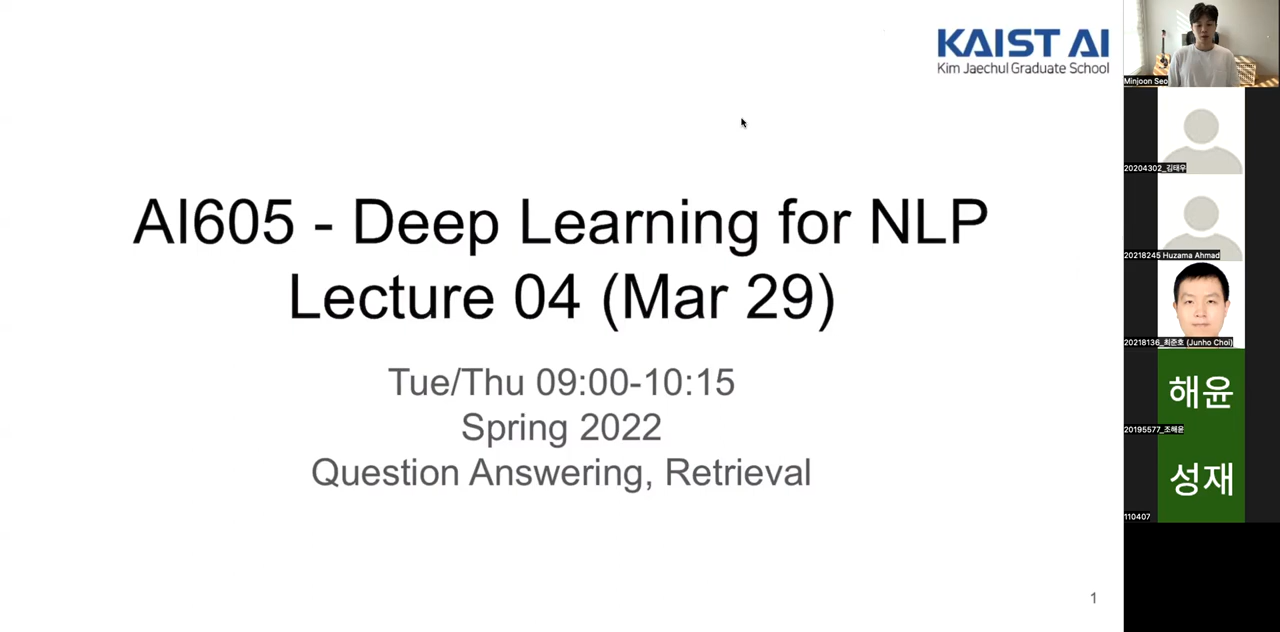 KAIST AI
Kim Jaechul Graduate School
AI605 - Deep Learning for NLP
Lecture 04 (Mar 29)
Tue/Thu 09:00-10:15
Spring 2022
Question Answering, Retrieval
1
Minjoon Seo
20204302_김태우
20218245 Huzama Ahmad
20218136_최준호 (Junho Choi)
해윤
20195577_조해윤
성재
110407